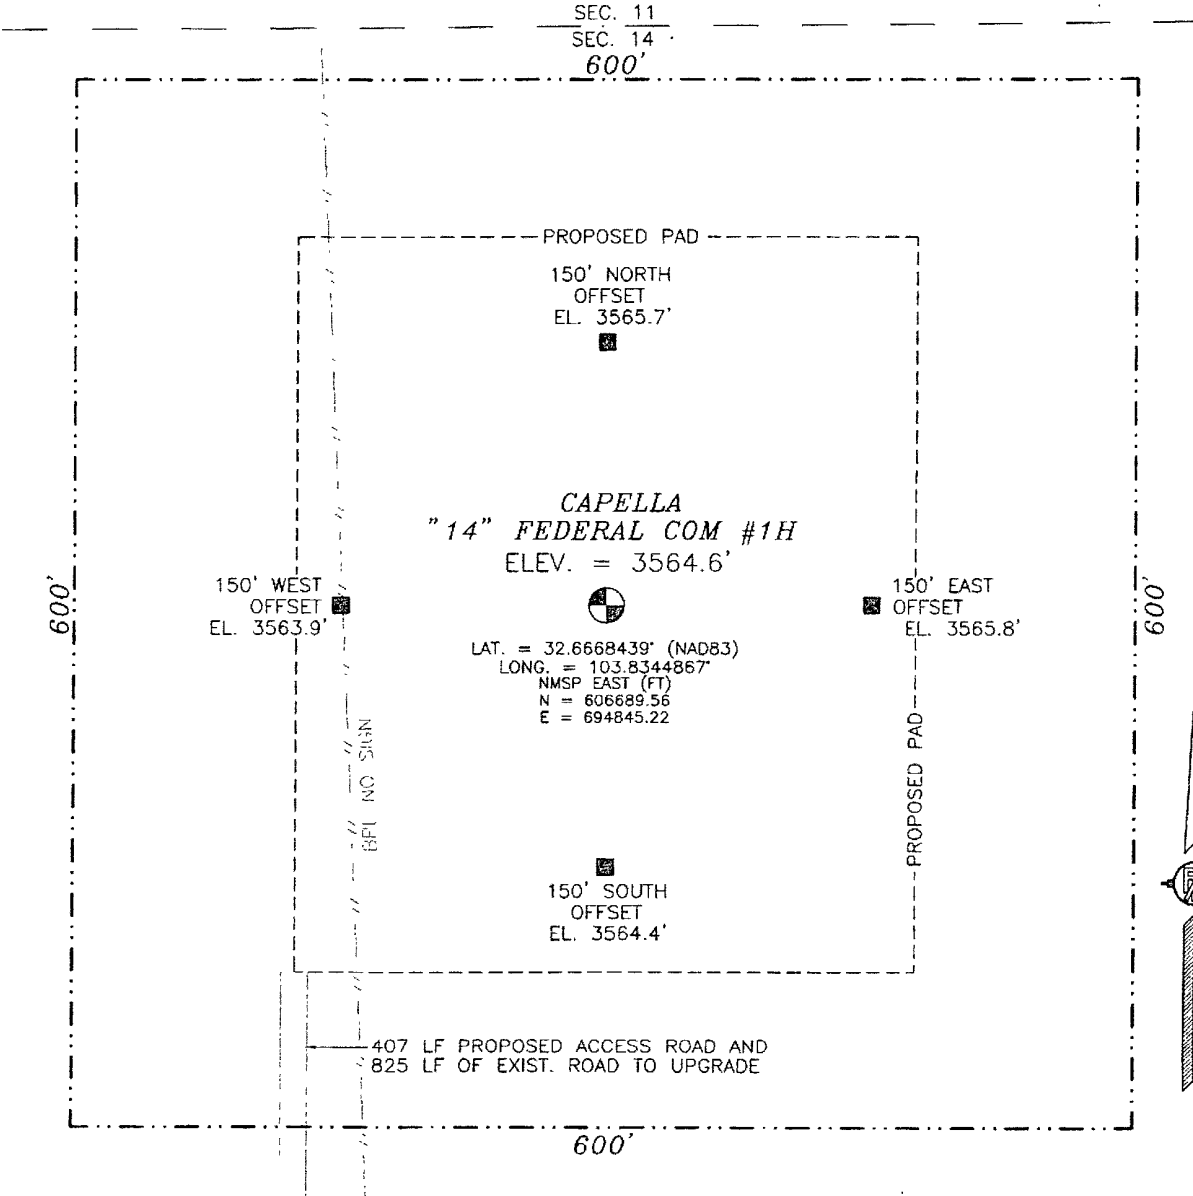 SEC. 11
SEC. 14
600'
PROPOSED PAD
150' NORTH
OFFSET
EL. 3565.7'
CAPELLA
"14" FEDERAL COM #1H
ELEV. = 3564.6'
600'
150' WEST
OFFSET
EL. 3563.9'
150' EAST
OFFSET
EL. 3565.8'
600'
LAT. = 32.6668439° (NAD83)
LONG. = 103.8344867°
NMSP EAST (FT)
N = 606689.56
E = 694845.22
BPL NO SIGN
PROPOSED PAD
150' SOUTH
OFFSET
EL. 3564.4'
407 LF PROPOSED ACCESS ROAD AND
825 LF OF EXIST. ROAD TO UPGRADE
600'